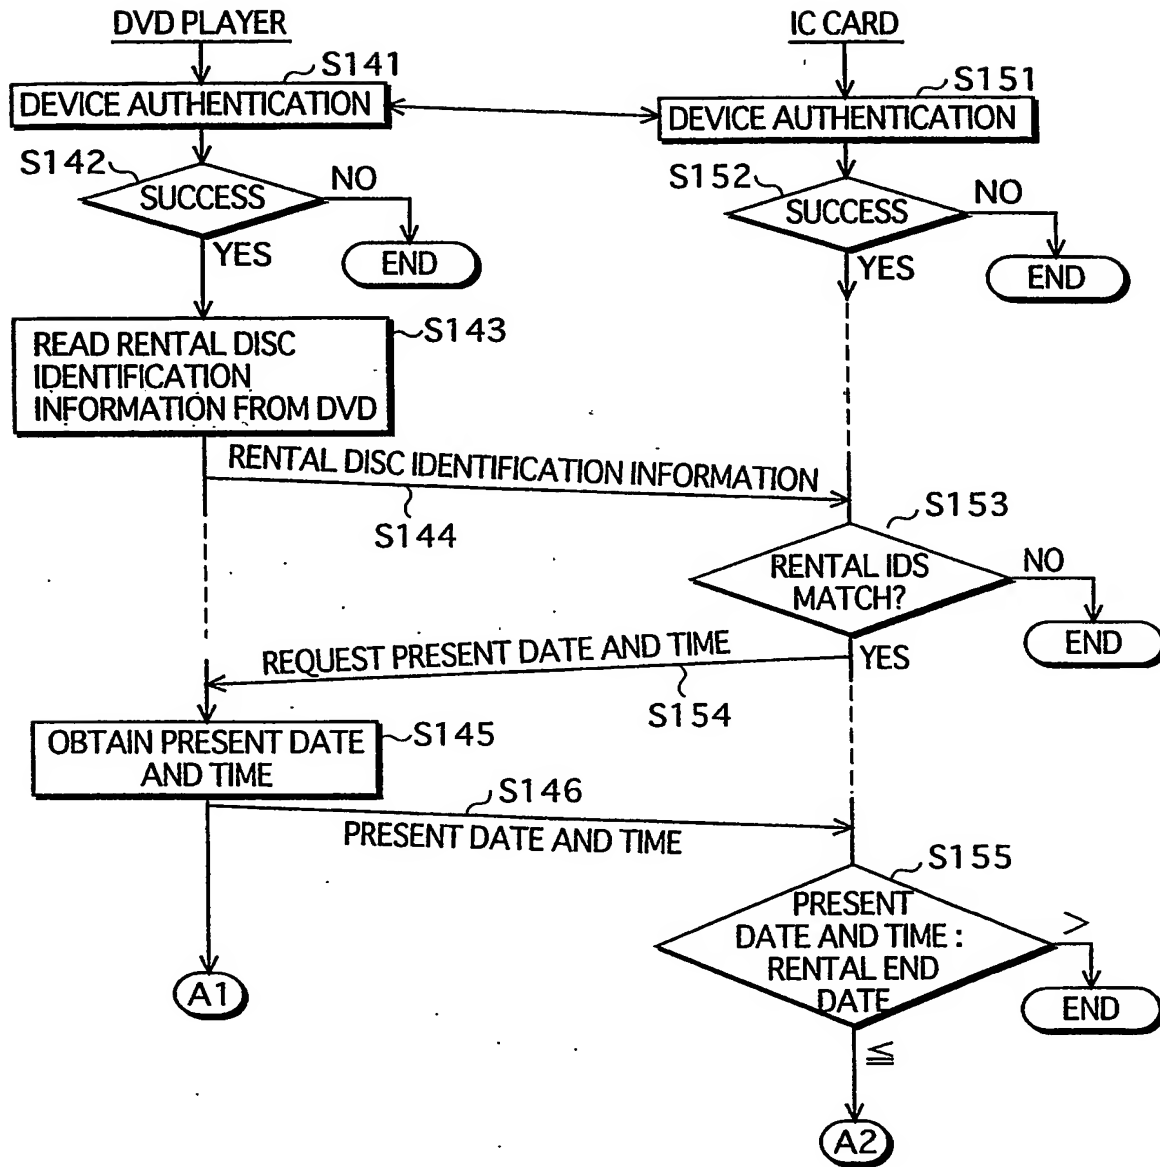 DVD PLAYER
IC CARD
S141
DEVICE AUTHENTICATION
S151
DEVICE AUTHENTICATION
S142
SUCCESS
NO
YES
END
S152
SUCCESS
NO
YES
END
S143
READ RENTAL DISC
IDENTIFICATION
INFORMATION FROM DVD
RENTAL DISC IDENTIFICATION INFORMATION
S144
S153
RENTAL IDS
MATCH?
NO
END
YES
REQUEST PRESENT DATE AND TIME
S154
S145
OBTAIN PRESENT DATE
AND TIME
S146
PRESENT DATE AND TIME
S155
PRESENT
DATE AND TIME :
RENTAL END
DATE
>
END
≦
A1
A2